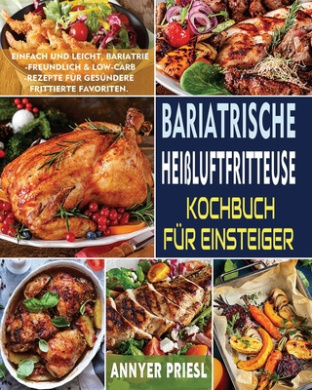 EINFACH UND LEICHT, BARIATRIE
-FREUNDLICH & LOW-CARB
-REZEPTE FÜR GESÜNDERE
FRITTIERTE FAVORITEN.
BARIATRISCHE
HEIẞLUFTFRITTEUSE
KOCHBUCH
FÜR EINSTEIGER
ANNYER PRIESL